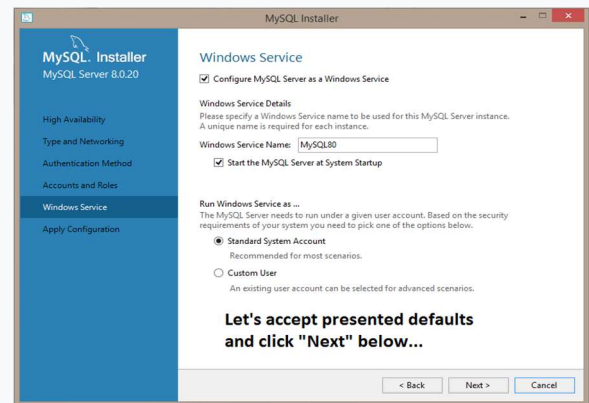 MySQL Installer
MySQL. Installer
MySQL Server 8.0.20
High Availability
Type and Networking
Authentication Method
Accounts and Roles
Windows Service
Apply Configuration
Windows Service
Configure MySQL Server as a Windows Service
Windows Service Details
Please specify a Windows Service name to be used for this MySQL Server instance.
A unique name is required for each instance.
Windows Service Name: MySQL80
Start the MySQL Server at System Startup
Run Windows Service as ...
The MySQL Server needs to run under a given user account. Based on the security
requirements of your system you need to pick one of the options below.
Standard System Account
Recommended for most scenarios.
Custom User
An existing user account can be selected for advanced scenarios.
Let's accept presented defaults
and click "Next" below...
< Back Next > Cancel